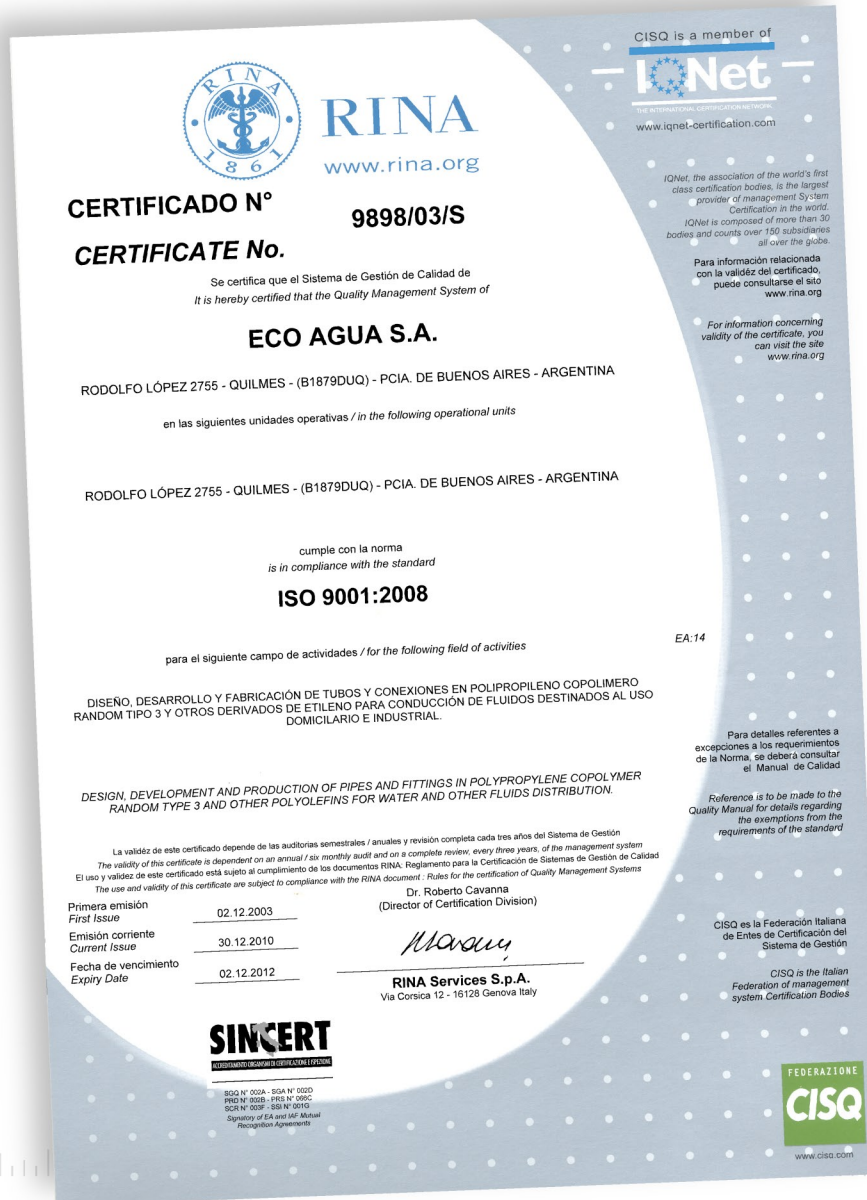 RINA
1861
RINA
www.rina.org
CISQ is a member of
IQNet
THE INTERNATIONAL CERTIFICATION NETWORK
www.iqnet-certification.com
IQNet, the association of the world's first
class certification bodies, is the largest
provider of management System
Certification in the world.
IQNet is composed of more than 30
bodies and counts over 150 subsidiaries
all over the globe.
Para información relacionada
con la validéz del certificado,
puede consultarse el sito
www.rina.org
For information concerning
validity of the certificate, you
can visit the site
www.rina.org
CERTIFICADO N°
9898/03/S
CERTIFICATE No.
Se certifica que el Sistema de Gestión de Calidad de
It is hereby certified that the Quality Management System of
ECO AGUA S.A.
RODOLFO LÓPEZ 2755 - QUILMES - (B1879DUQ) - PCIA. DE BUENOS AIRES - ARGENTINA
en las siguientes unidades operativas / in the following operational units
RODOLFO LÓPEZ 2755 - QUILMES - (B1879DUQ) - PCIA. DE BUENOS AIRES - ARGENTINA
cumple con la norma
is in compliance with the standard
ISO 9001:2008
para el siguiente campo de actividades / for the following field of activities
EA:14
DISEÑO, DESARROLLO Y FABRICACIÓN DE TUBOS Y CONEXIONES EN POLIPROPILENO COPOLIMERO
RANDOM TIPO 3 Y OTROS DERIVADOS DE ETILENO PARA CONDUCCIÓN DE FLUIDOS DESTINADOS AL USO
DOMICILARIO E INDUSTRIAL.
DESIGN, DEVELOPMENT AND PRODUCTION OF PIPES AND FITTINGS IN POLYPROPYLENE COPOLYMER
RANDOM TYPE 3 AND OTHER POLYOLEFINS FOR WATER AND OTHER FLUIDS DISTRIBUTION.
Para detalles referentes a
excepciones a los requerimientos
de la Norma, se deberá consultar
el Manual de Calidad
Reference is to be made to the
Quality Manual for details regarding
the exemptions from the
requirements of the standard
La validéz de este certificado depende de las auditorias semestrales / anuales y revisión completa cada tres años del Sistema de Gestión
The validity of this certificate is dependent on an annual / six monthly audit and on a complete review, every three years, of the management system
El uso y validez de este certificado está sujeto al cumplimiento de los documentos RINA: Reglamento para la Certificación de Sistemas de Gestión de Calidad
The use and validity of this certificate are subject to compliance with the RINA document : Rules for the certification of Quality Management Systems
Primera emisión
First Issue
02.12.2003
Emisión corriente
Current Issue
30.12.2010
Fecha de vencimiento
Expiry Date
02.12.2012
Dr. Roberto Cavanna
(Director of Certification Division)
RINA Services S.p.A.
Via Corsica 12 - 16128 Genova Italy
CISQ es la Federación Italiana
de Entes de Certificación del
Sistema de Gestión
CISQ is the Italian
Federation of management
system Certification Bodies
SINCERT
ACCREDITAMENTO ORGANISMI DI CERTIFICAZIONE E ISPEZIONE
SGQ N° 002A - SGA N° 002D
PRD N° 002B - PRS N° 066C
SCR N° 003F - SSI N° 001G
Signatory of EA and IAF Mutual
Recognition Agreements
FEDERAZIONE
CISQ
www.cisq.com